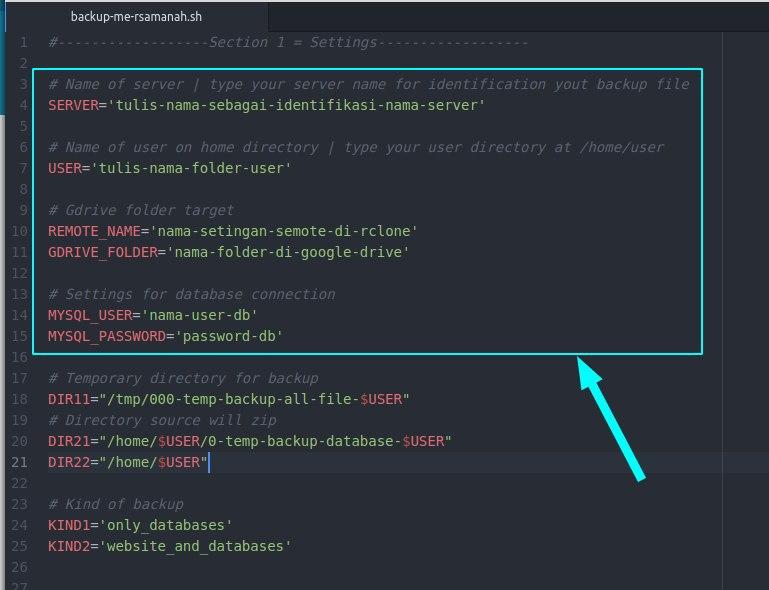 backup-me-rsamanah.sh
1 #------------------Section 1 = Settings------------------
2
3 # Name of server | type your server name for identification yout backup file
4 SERVER='tulis-nama-sebagai-identifikasi-nama-server'
5
6 # Name of user on home directory | type your user directory at /home/user
7 USER='tulis-nama-folder-user'
8
9 # Gdrive folder target
10 REMOTE_NAME='nama-setingan-semote-di-rclone'
11 GDRIVE_FOLDER='nama-folder-di-google-drive'
12
13 # Settings for database connection
14 MYSQL_USER='nama-user-db'
15 MYSQL_PASSWORD='password-db'
16
17 # Temporary directory for backup
18 DIR11="/tmp/000-temp-backup-all-file-$USER"
19 # Directory source will zip
20 DIR21="/home/$USER/0-temp-backup-database-$USER"
21 DIR22="/home/$USER"
22
23 # Kind of backup
24 KIND1='only_databases'
25 KIND2='website_and_databases'
26
27